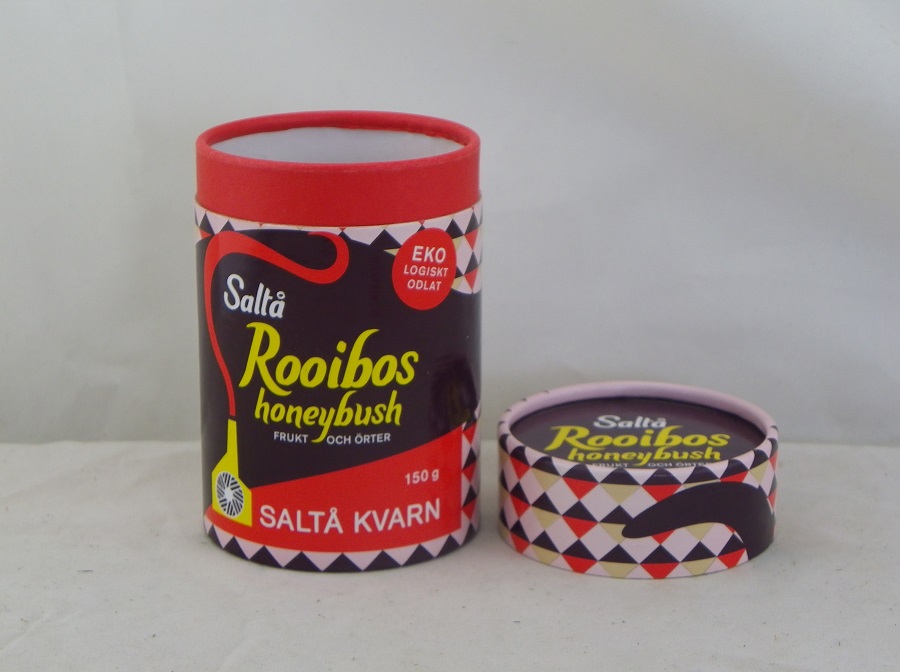 EKO
LOGISKT
ODLAT
Saltå
Rooibos
honeybush
FRUKT OCH ÖRTER
150 g
SALTÅ KVARN
Saltå
Rooibos
honeybush
FRUKT OCH ÖRTER